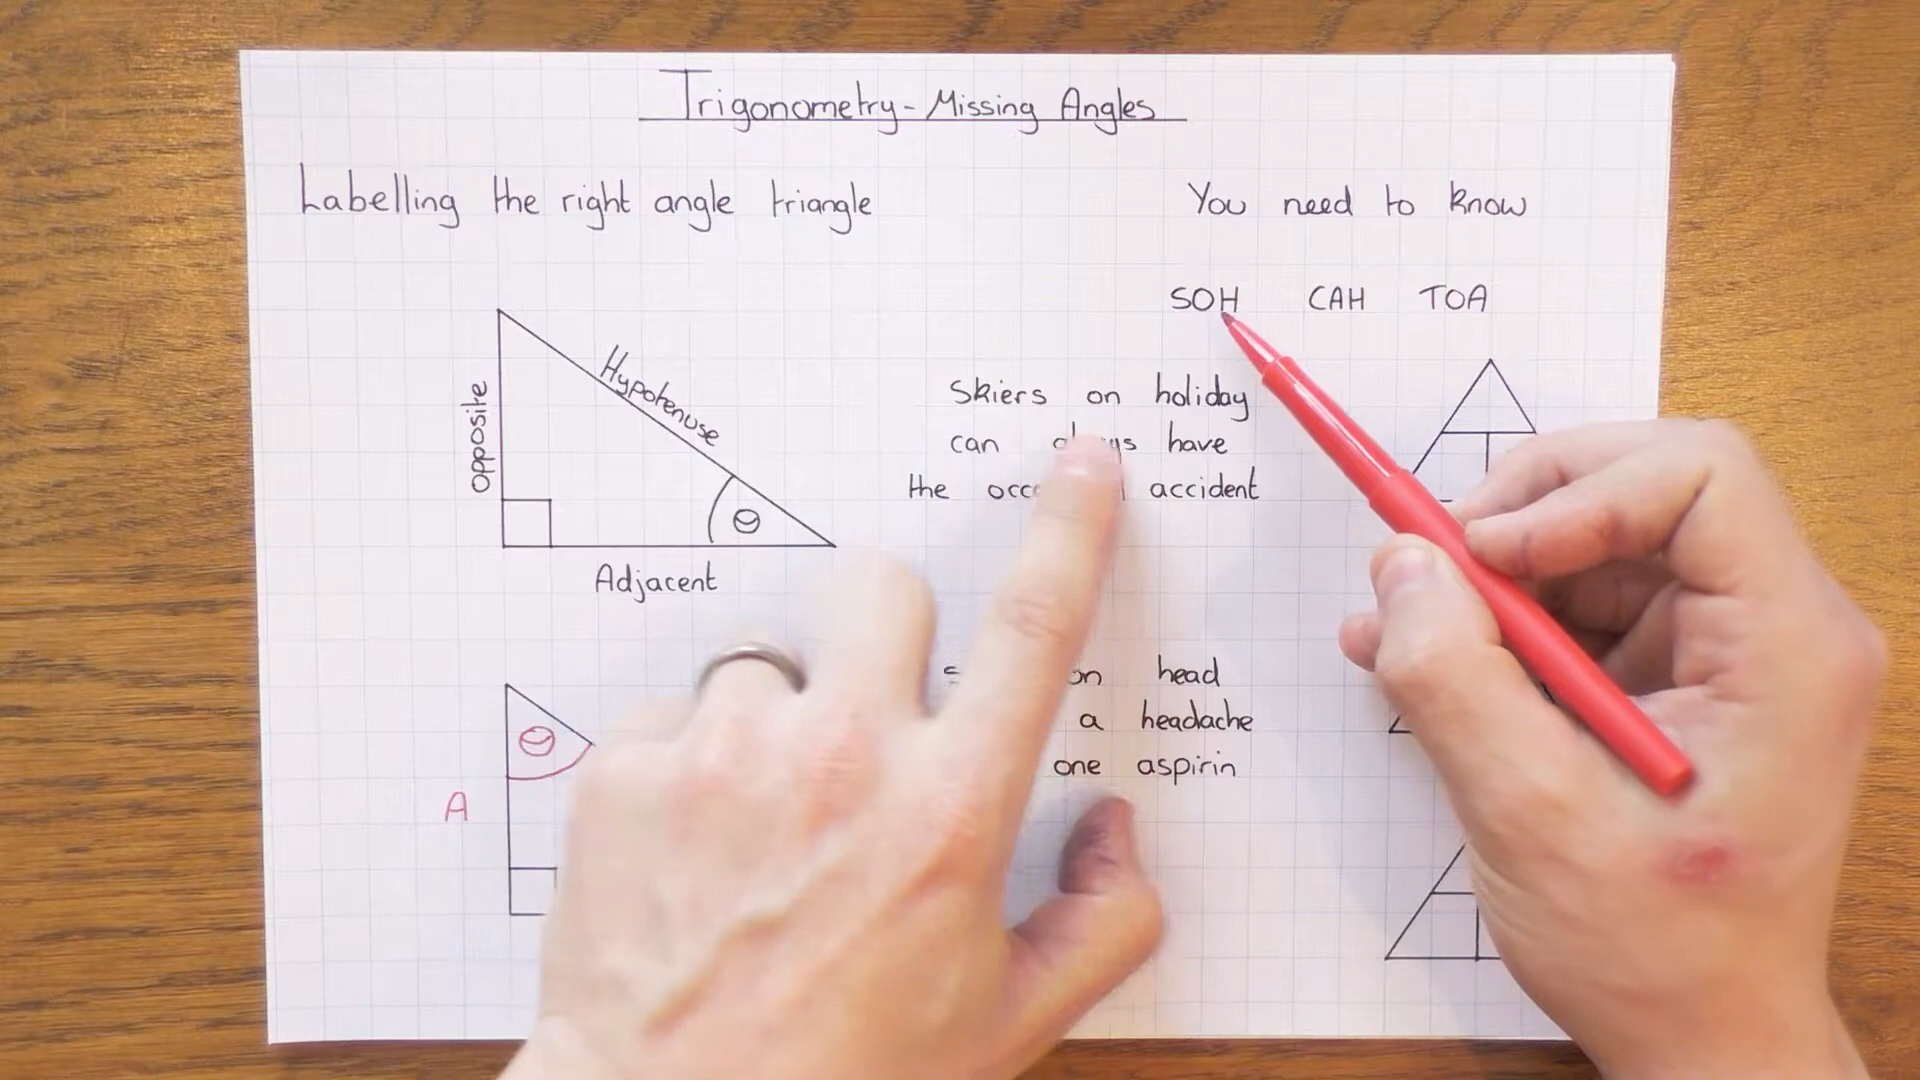 Trigonometry - Missing Angles
Labelling the right angle triangle
You need to know
SOH CAH TOA
Opposite
Hypotenuse
Θ
Adjacent
Skiers on holiday
can have
the accident
on head
a headache
one aspirin
Θ
A